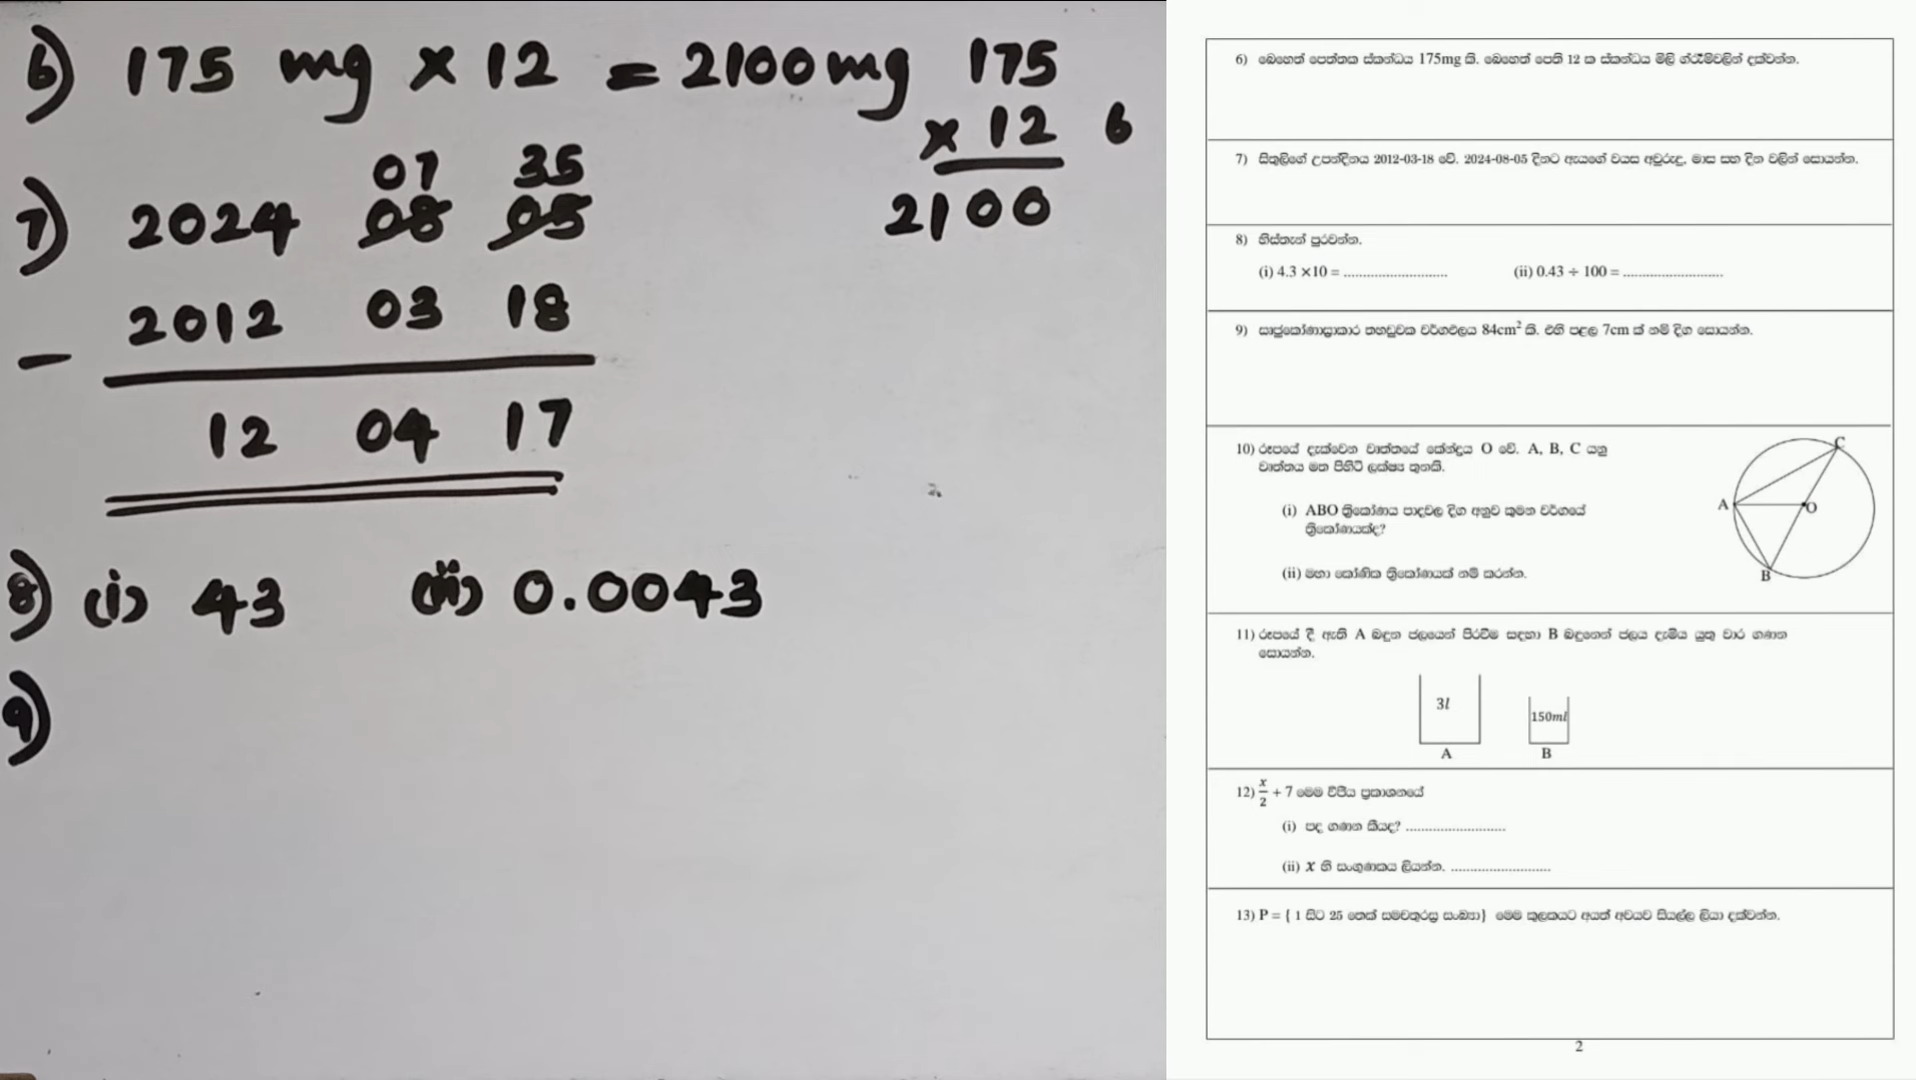 6) 175 mg × 12 = 2100 mg
175
× 12 6
2100
07 35
7) 2024 08 05
2012 03 18
−
12 04 17
8) (i) 43 (ii) 0.0043
9)
6) බෙහෙත් පෙත්තක ස්කන්ධය 175mg කි. බෙහෙත් පෙති 12 ක ස්කන්ධය මිලි ග්රෑම්වලින් දක්වන්න.
7) සිතුලිගේ උපන්දිනය 2012-03-18 වේ. 2024-08-05 දිනට ඇයගේ වයස අවුරුදු, මාස සහ දින වලින් සොයන්න.
8) හිස්තැන් පුරවන්න.
(i) 4.3 ×10 = ........................... (ii) 0.43 ÷ 100 = ..........................
9) සෘජුකෝණාස්‍රාකාර තහඩුවක වර්ගඵලය 84cm² කි. එහි පළල 7cm ක් නම් දිග සොයන්න.
10) රූපයේ දැක්වෙන වෘත්තයේ කේන්ද්‍රය O වේ. A, B, C යනු
වෘත්තය මත පිහිටි ලක්ෂ්‍ය තුනකි.
(i) ABO ත්‍රිකෝණය පාදවල දිග අනුව කුමන වර්ගයේ
ත්‍රිකෝණයක්ද?
(ii) මහා කෝණික ත්‍රිකෝණයක් නම් කරන්න.
C
A
O
B
11) රූපයේ දී ඇති A බඳුන ජලයෙන් පිරවීම සඳහා B බඳුනෙන් ජලය දැමිය යුතු වාර ගණන
සොයන්න.
3l
150ml
A B
12) x/2 + 7 මෙම වීජීය ප්‍රකාශනයේ
(i) පද ගණන කීයද? ..........................
(ii) x හි සංගුණකය ලියන්න. ..........................
13) P = { 1 සිට 25 තෙක් සමචතුරස්‍ර සංඛ්‍යා} මෙම කුලකයට අයත් අවයව සියල්ල ලියා දක්වන්න.
2